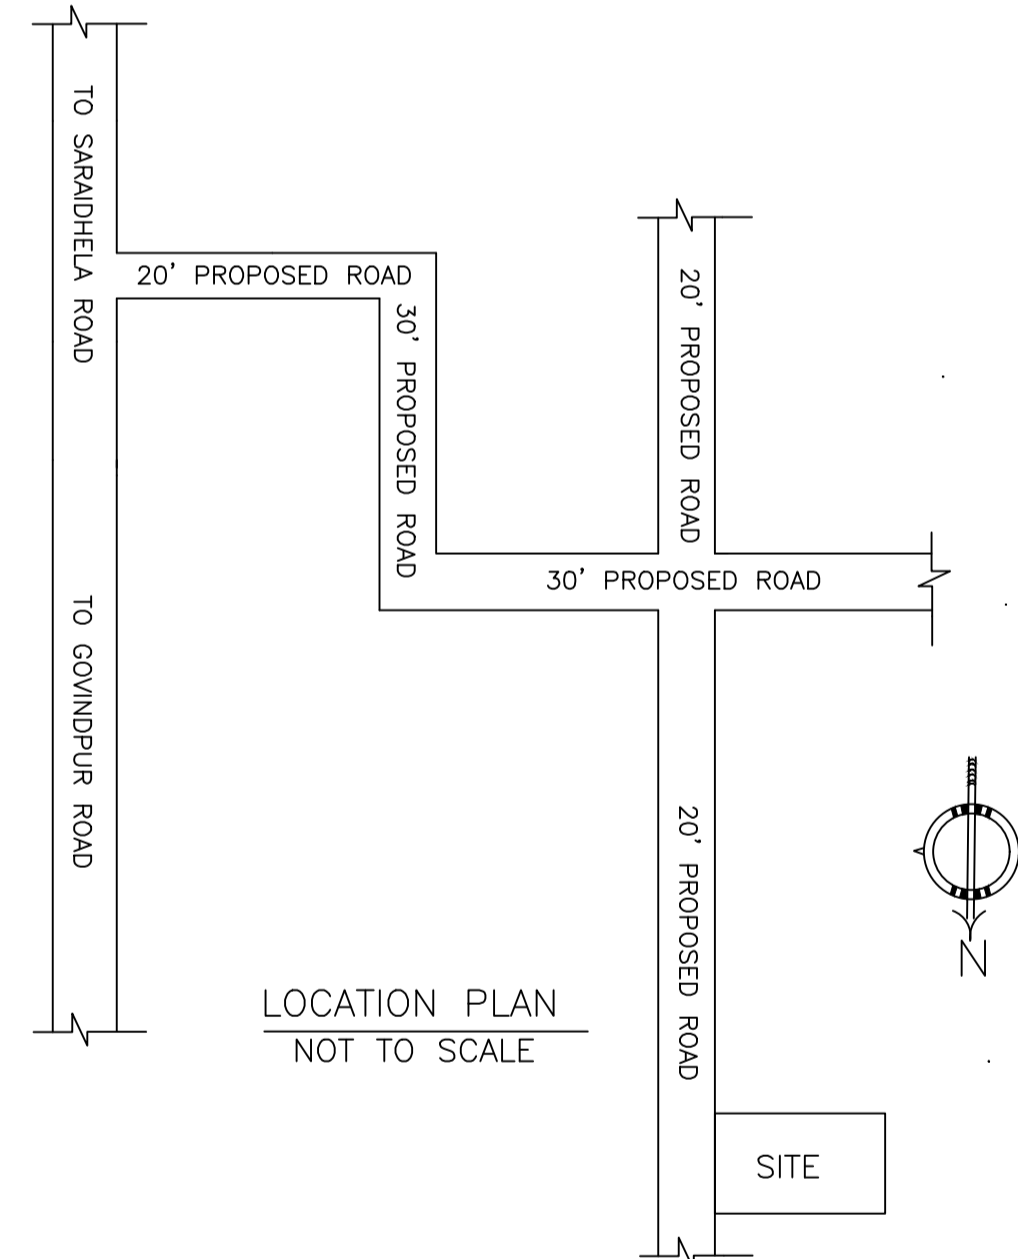 TO SARAIDHELA ROAD
20' PROPOSED ROAD
30' PROPOSED ROAD
20' PROPOSED ROAD
30' PROPOSED ROAD
TO GOVINDPUR ROAD
20' PROPOSED ROAD
N
LOCATION PLAN
NOT TO SCALE
SITE